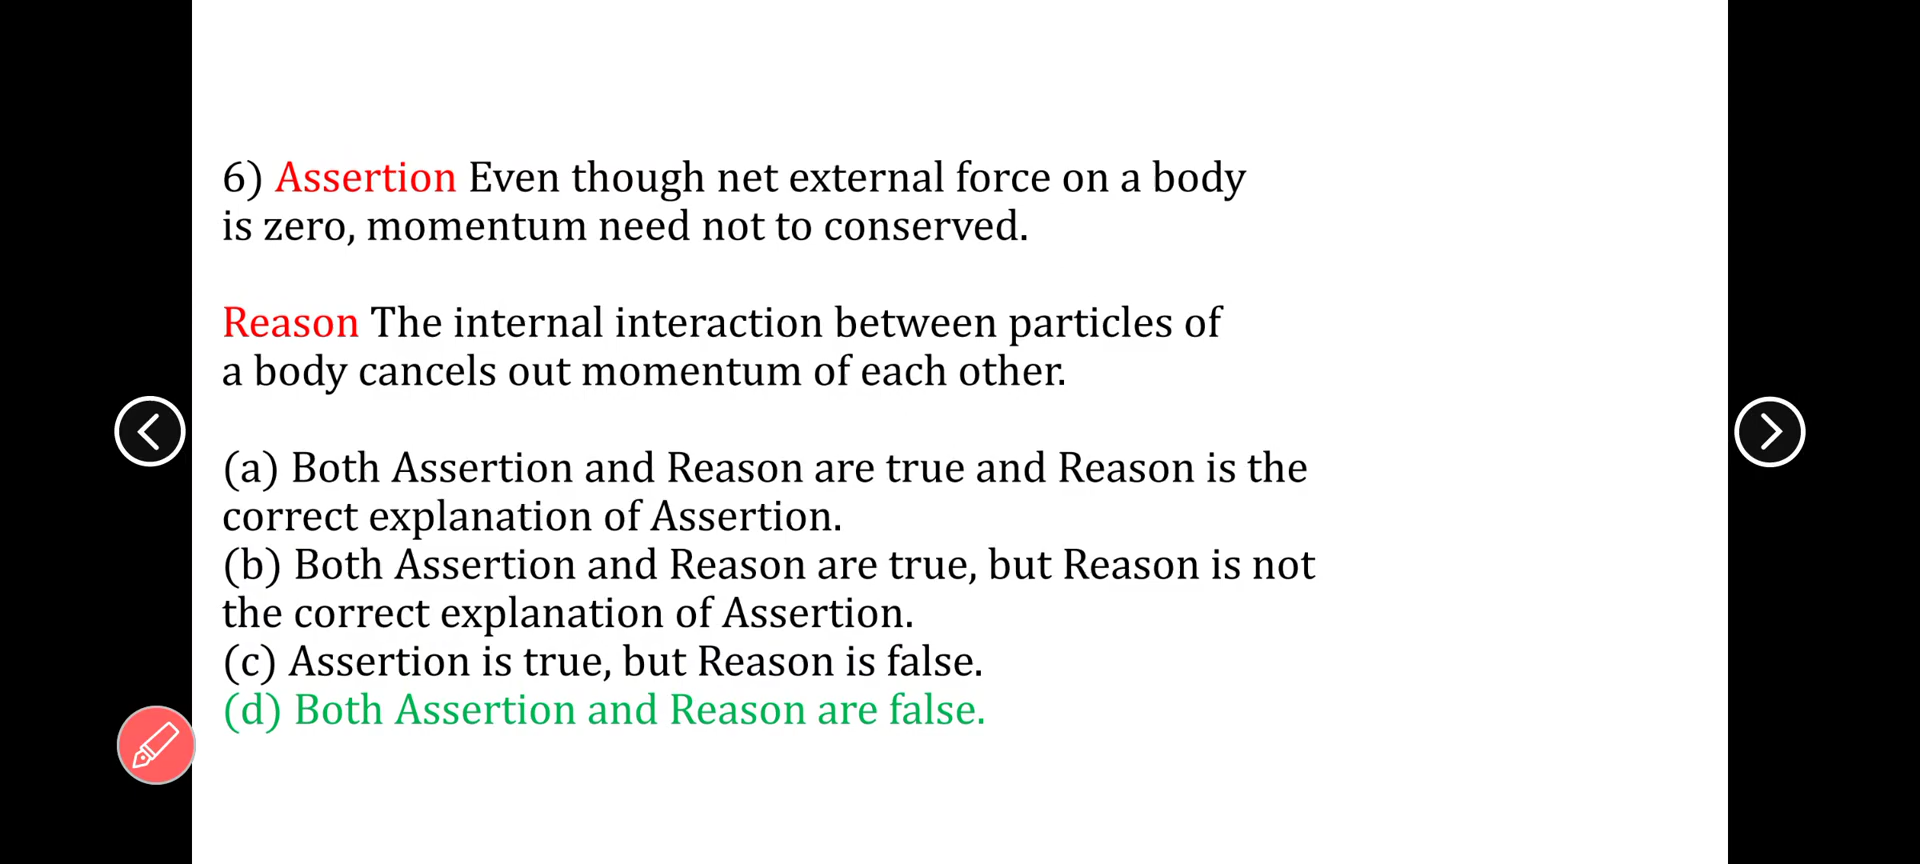 6) Assertion Even though net external force on a body
is zero, momentum need not to conserved.
Reason The internal interaction between particles of
a body cancels out momentum of each other.
(a) Both Assertion and Reason are true and Reason is the
correct explanation of Assertion.
(b) Both Assertion and Reason are true, but Reason is not
the correct explanation of Assertion.
(c) Assertion is true, but Reason is false.
(d) Both Assertion and Reason are false.